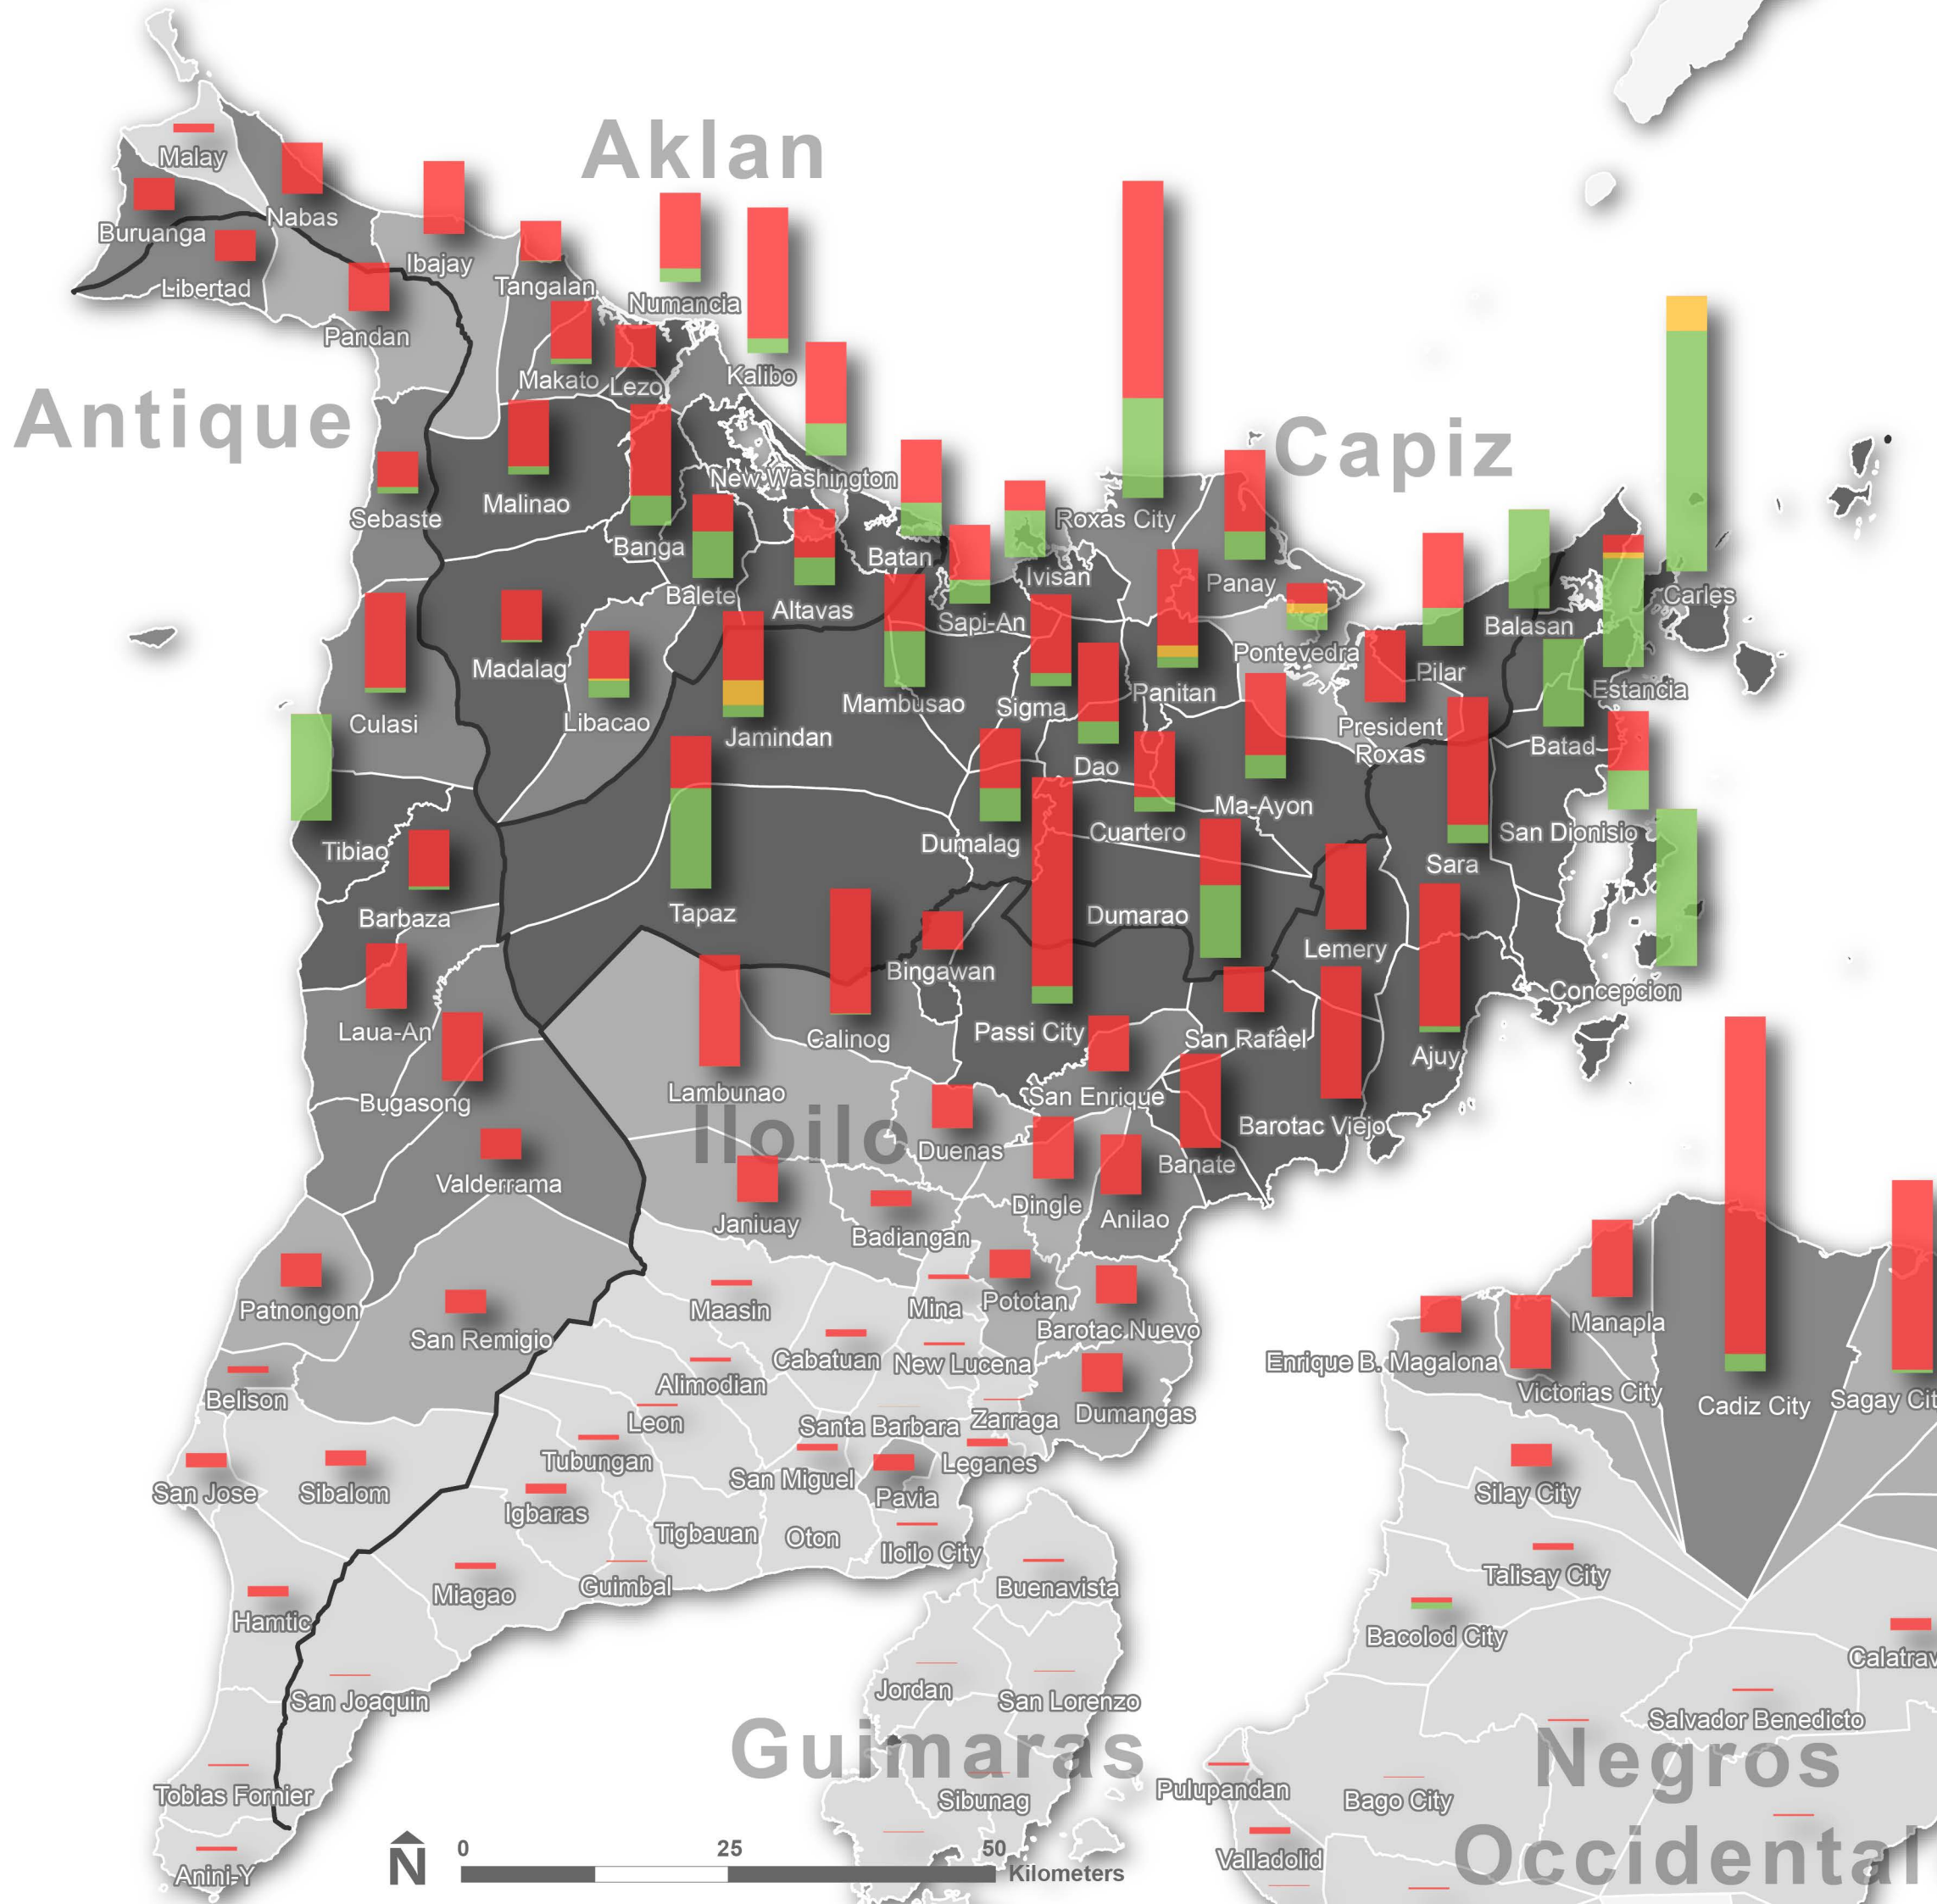 Aklan
Malay
Nabas
Buruanga
Libertad
Ibajay
Tangalan
Numancia
Pandan
Makato
Lezo
Kalibo
Antique
Capiz
Sebaste
Malinao
New Washington
Roxas City
Banga
Batan
Ivisan
Panay
Balete
Altavas
Sapi-An
Carles
Balasan
Madalag
Pontevedra
Pilar
Mambusao
Sigma
Panitan
Estancia
Culasi
Libacao
Jamindan
President
Roxas
Batad
Dao
Ma-Ayon
Tibiao
Dumalag
Cuartero
San Dionisio
Sara
Barbaza
Tapaz
Dumarao
Lemery
Bingawan
Concepcion
Laua-An
Calinog
Passi City
San Rafael
Ajuy
Bugasong
Lambunao
San Enrique
Iloilo
Duenas
Barotac Viejo
Valderrama
Banate
Janiuay
Badiangan
Dingle
Anilao
Patnongon
San Remigio
Maasin
Mina
Pototan
Barotac Nuevo
Manapla
Enrique B. Magalona
Cabatuan
New Lucena
Belison
Alimodian
Victorias City
Cadiz City
Sagay Cit
Leon
Santa Barbara
Zarraga
Dumangas
San Jose
Sibalom
Tubungan
San Miguel
Leganes
Igbaras
Pavia
Silay City
Tigbauan
Oton
Iloilo City
Talisay City
Hamtic
Miagao
Guimbal
Buenavista
Bacolod City
Calatrav
San Joaquin
Jordan
San Lorenzo
Salvador Benedicto
Guimaras
Negros
Occidental
Tobias Fornier
Sibunag
Pulupandan
Bago City
Anini-Y
Valladolid
N
0 25 50
Kilometers